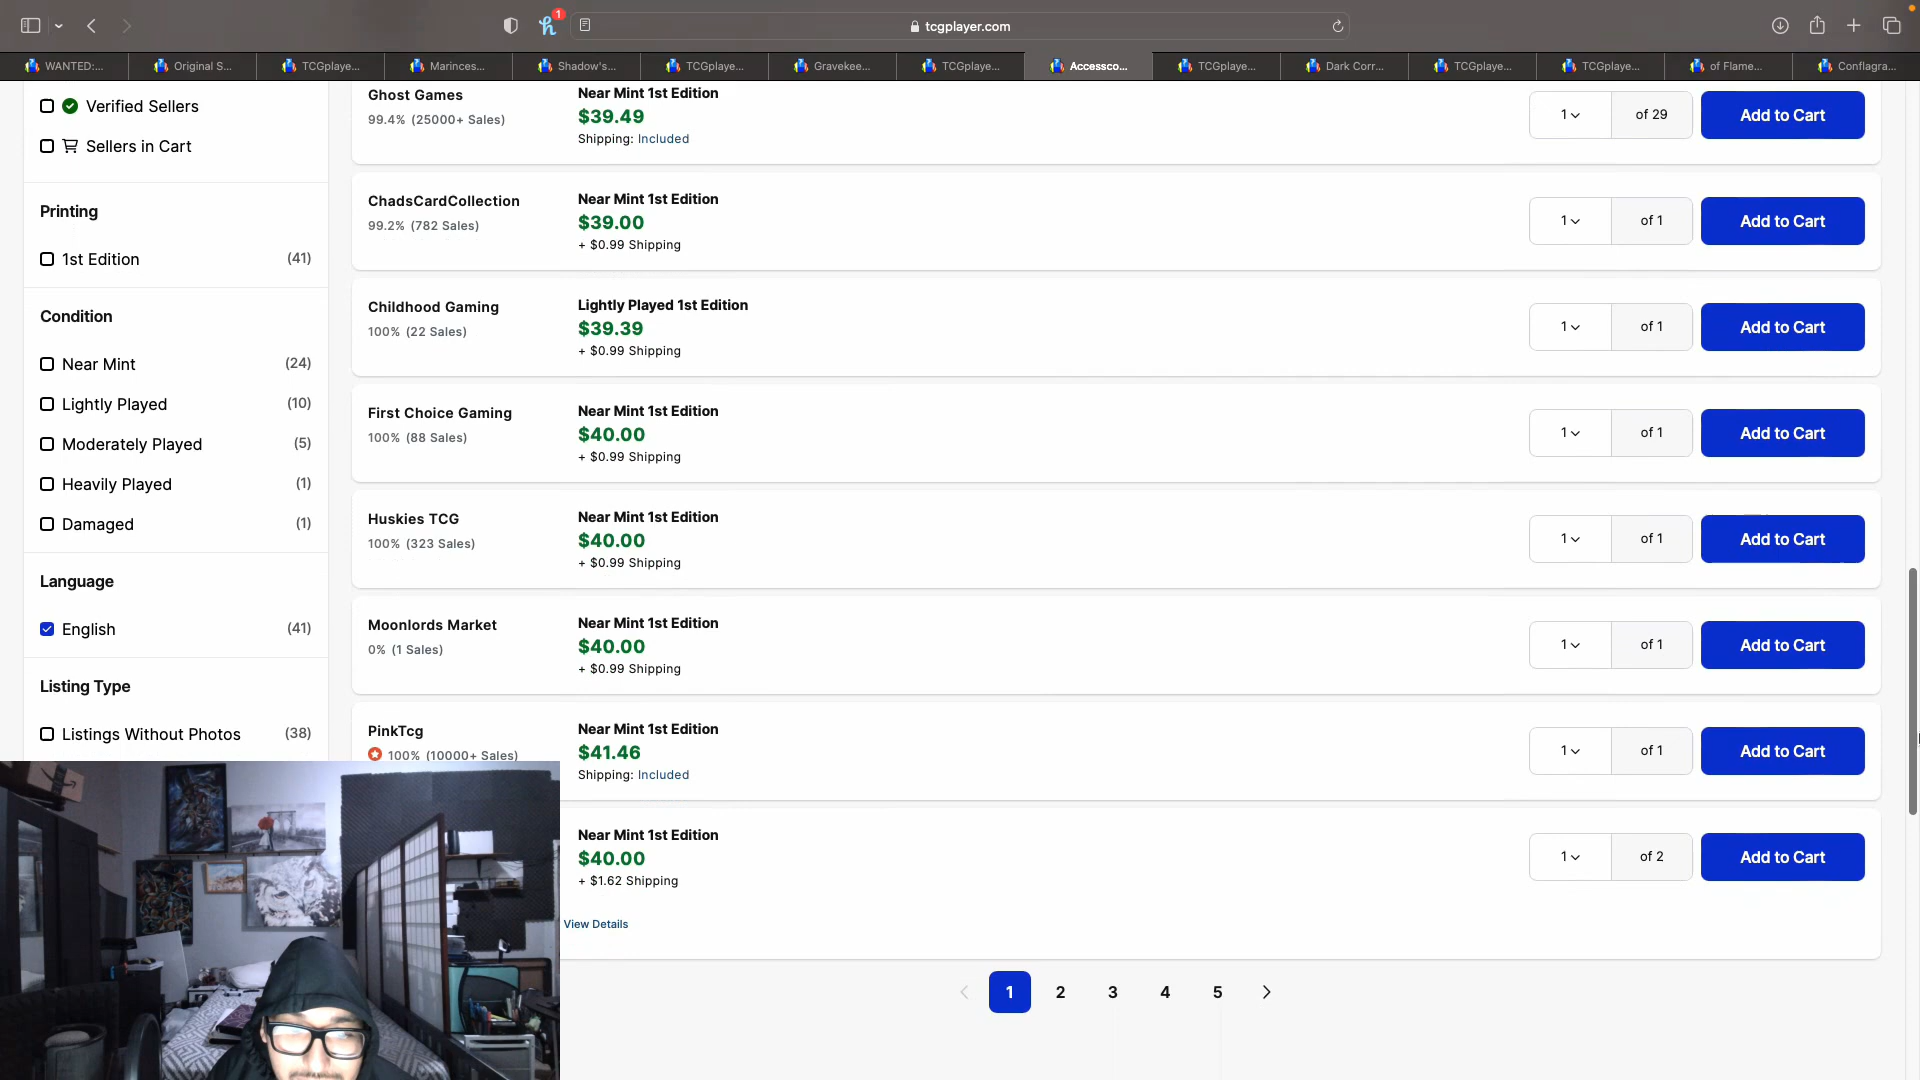 1
tcgplayer.com
WANTED:...
Original S...
TCGplaye...
Marinces...
Shadow's...
TCGplaye...
Gravekee...
TCGplaye...
Accessco...
TCGplaye...
Dark Corr...
TCGplaye...
TCGplaye...
of Flame...
Conflagra...
Verified Sellers
Sellers in Cart
Printing
1st Edition (41)
Condition
Near Mint (24)
Lightly Played (10)
Moderately Played (5)
Heavily Played (1)
Damaged (1)
Language
English (41)
Listing Type
Listings Without Photos (38)
Ghost Games
99.4% (25000+ Sales)
Near Mint 1st Edition
$39.49
Shipping: Included
1 of 29
Add to Cart
ChadsCardCollection
99.2% (782 Sales)
Near Mint 1st Edition
$39.00
+ $0.99 Shipping
1 of 1
Add to Cart
Childhood Gaming
100% (22 Sales)
Lightly Played 1st Edition
$39.39
+ $0.99 Shipping
1 of 1
Add to Cart
First Choice Gaming
100% (88 Sales)
Near Mint 1st Edition
$40.00
+ $0.99 Shipping
1 of 1
Add to Cart
Huskies TCG
100% (323 Sales)
Near Mint 1st Edition
$40.00
+ $0.99 Shipping
1 of 1
Add to Cart
Moonlords Market
0% (1 Sales)
Near Mint 1st Edition
$40.00
+ $0.99 Shipping
1 of 1
Add to Cart
PinkTcg
100% (10000+ Sales)
Near Mint 1st Edition
$41.46
Shipping: Included
1 of 1
Add to Cart
Near Mint 1st Edition
$40.00
+ $1.62 Shipping
1 of 2
Add to Cart
View Details
1 2 3 4 5